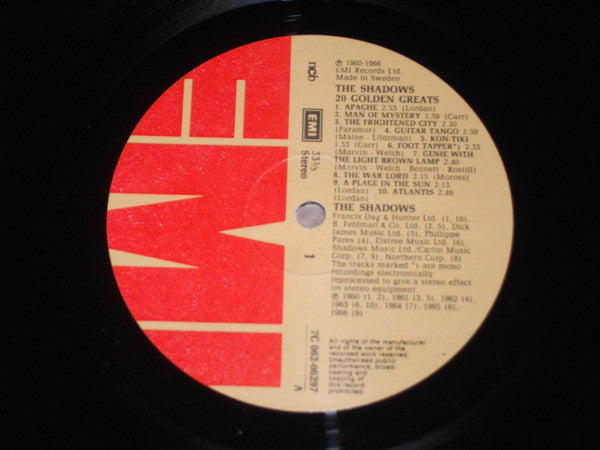 ℗ 1960-1966
EMI Records Ltd.
Made in Sweden
THE SHADOWS
20 GOLDEN GREATS
1. APACHE 2.53 (Lordan)
2. MAN OF MYSTERY 1.59 (Carr)
3. THE FRIGHTENED CITY 2.20
(Paramor) 4. GUITAR TANGO 2.59
(Maine - Liferman) 5. KON-TIKI
1.53 (Carr) 6. FOOT TAPPER*) 2.33
(Marvin - Welch) 7. GENIE WITH
THE LIGHT BROWN LAMP 2.40
(Marvin - Welch - Bennett - Rostill)
8. THE WAR LORD 2.15 (Moross)
9. A PLACE IN THE SUN 2.13
(Lordan) 10. ATLANTIS 2.46
(Lordan)
THE SHADOWS
Francis Day & Hunter Ltd. (1, 10),
B. Feldman & Co. Ltd. (2, 5), Dick
James Music Ltd. (3), Phillippe
Pares (4), Elstree Music Ltd. (6),
Shadows Music Ltd./Carlin Music
Corp. (7, 9), Northern Corp. (8)
The tracks marked *) are mono
recordings electronically
reprocessed to give a stereo effect
on stereo equipment.
℗ 1960 (1, 2), 1961 (3, 5), 1962 (4),
1963 (6, 10), 1964 (7), 1965 (8),
1966 (9)
All rights of the manufacturer
and of the owner of the
recorded work reserved.
Unauthorised public
performance, broad-
casting and
copying of
this record
prohibited.
ncb
EMI
33⅓
Stereo
1
7C 062-06297
A
EMI